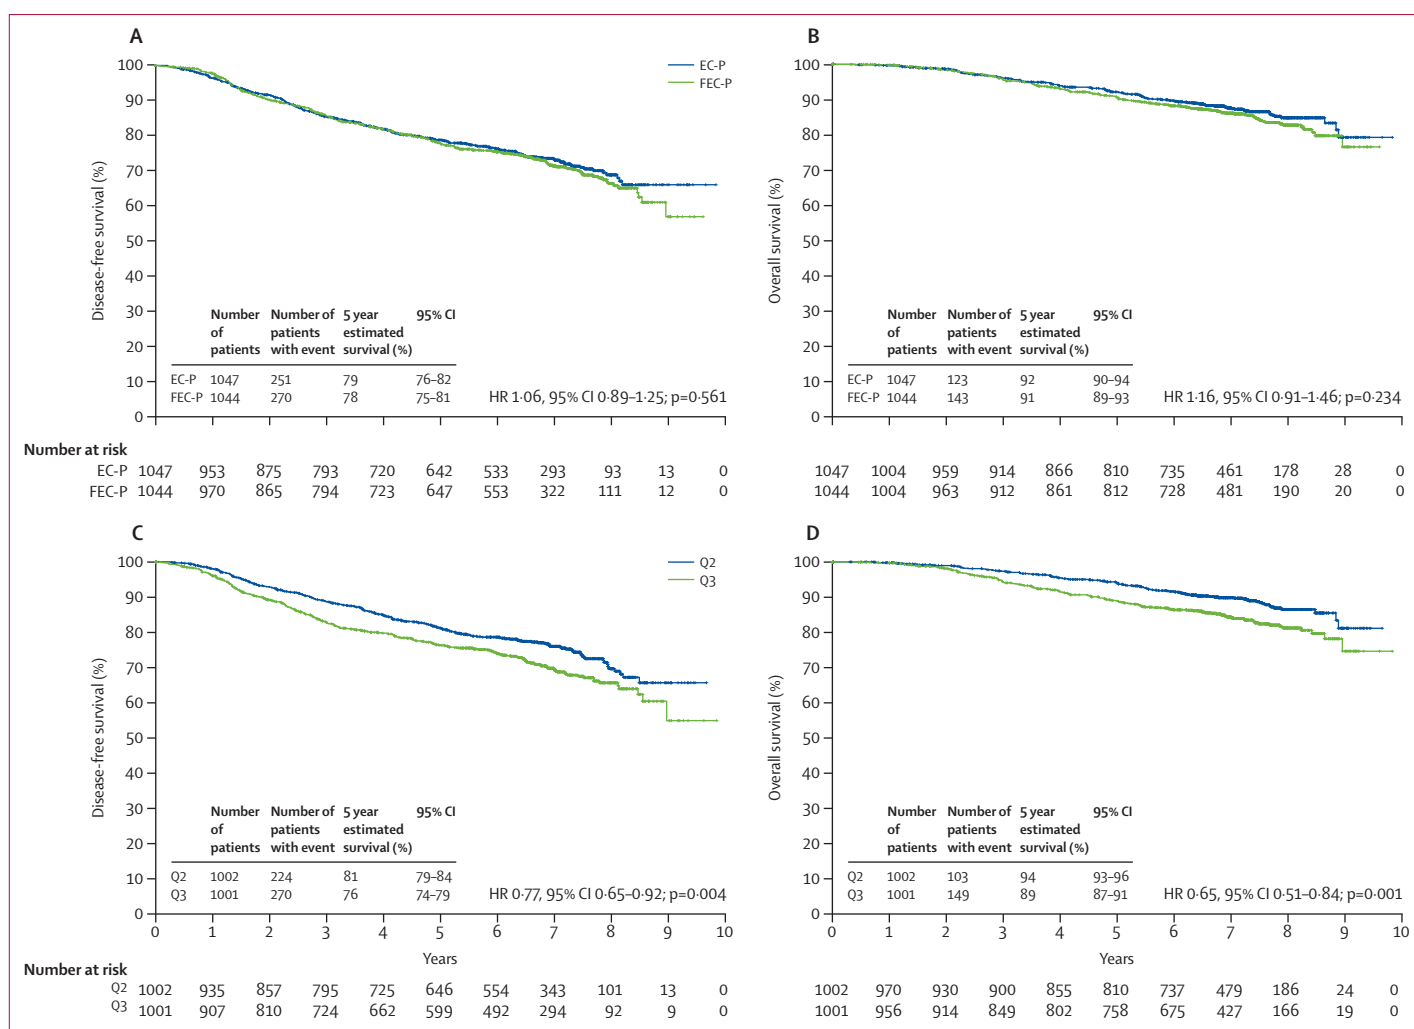 A
EC-P
FEC-P
100
90
80
70
60
50
40
30
20
10
0
Disease-free survival (%)
Number of patients
Number of patients with event
5 year estimated survival (%)
95% CI
EC-P 1047 251 79 76–82
FEC-P 1044 270 78 75–81
HR 1·06, 95% CI 0·89–1·25; p=0·561
B
100
90
80
70
60
50
40
30
20
10
0
Overall survival (%)
Number of patients
Number of patients with event
5 year estimated survival (%)
95% CI
EC-P 1047 123 92 90–94
FEC-P 1044 143 91 89–93
HR 1·16, 95% CI 0·91–1·46; p=0·234
Number at risk
EC-P 1047 953 875 793 720 642 533 293 93 13 0
FEC-P 1044 970 865 794 723 647 553 322 111 12 0
1047 1004 959 914 866 810 735 461 178 28 0
1044 1004 963 912 861 812 728 481 190 20 0
C
Q2
Q3
100
90
80
70
60
50
40
30
20
10
0
Disease-free survival (%)
Number of patients
Number of patients with event
5 year estimated survival (%)
95% CI
Q2 1002 224 81 79–84
Q3 1001 270 76 74–79
HR 0·77, 95% CI 0·65–0·92; p=0·004
0 1 2 3 4 5 6 7 8 9 10
Years
D
100
90
80
70
60
50
40
30
20
10
0
Overall survival (%)
Number of patients
Number of patients with event
5 year estimated survival (%)
95% CI
Q2 1002 103 94 93–96
Q3 1001 149 89 87–91
HR 0·65, 95% CI 0·51–0·84; p=0·001
0 1 2 3 4 5 6 7 8 9 10
Years
Number at risk
Q2 1002 935 857 795 725 646 554 343 101 13 0
Q3 1001 907 810 724 662 599 492 294 92 9 0
1002 970 930 900 855 810 737 479 186 24 0
1001 956 914 849 802 758 675 427 166 19 0